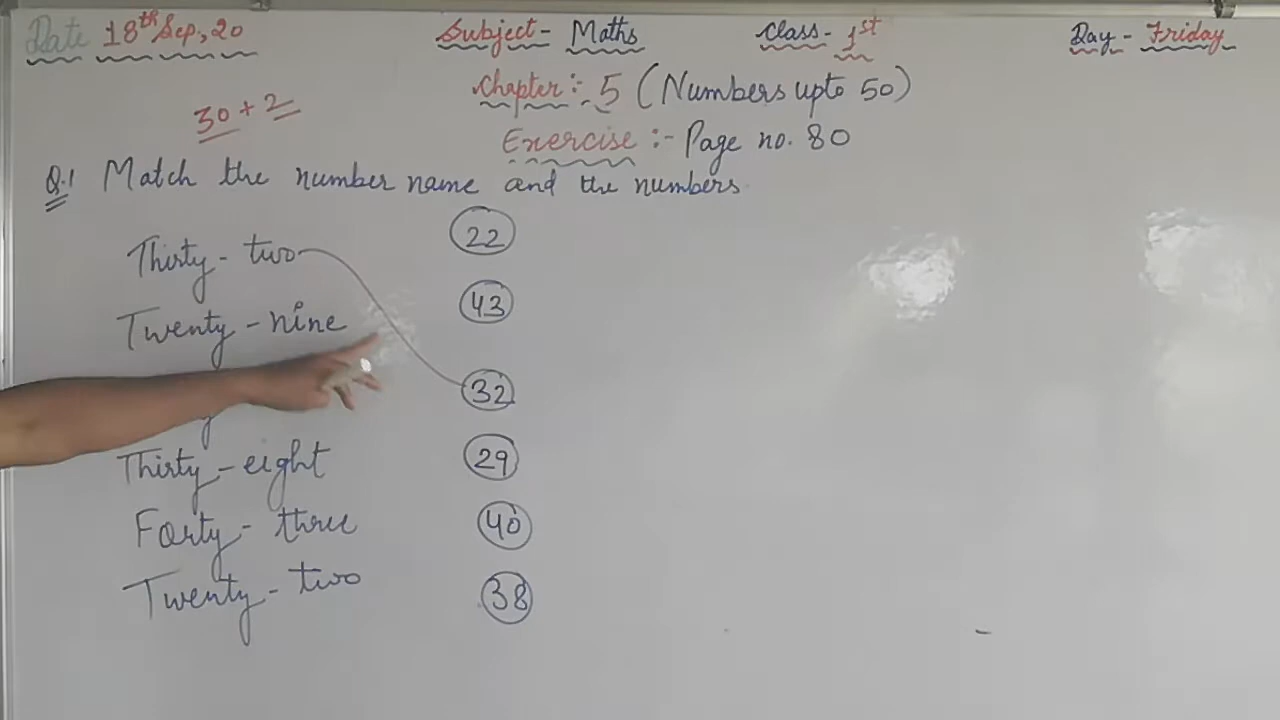 Date 18th Sep, 20 Subject - Maths Class - 1st Day - Friday
Chapter :- 5 (Numbers upto 50)
30 + 2
Exercise :- Page no. 80
Q.1 Match the number name and the numbers
Thirty - two 22
Twenty - nine 43
32
Thirty - eight 29
Forty - three 40
Twenty - two 38